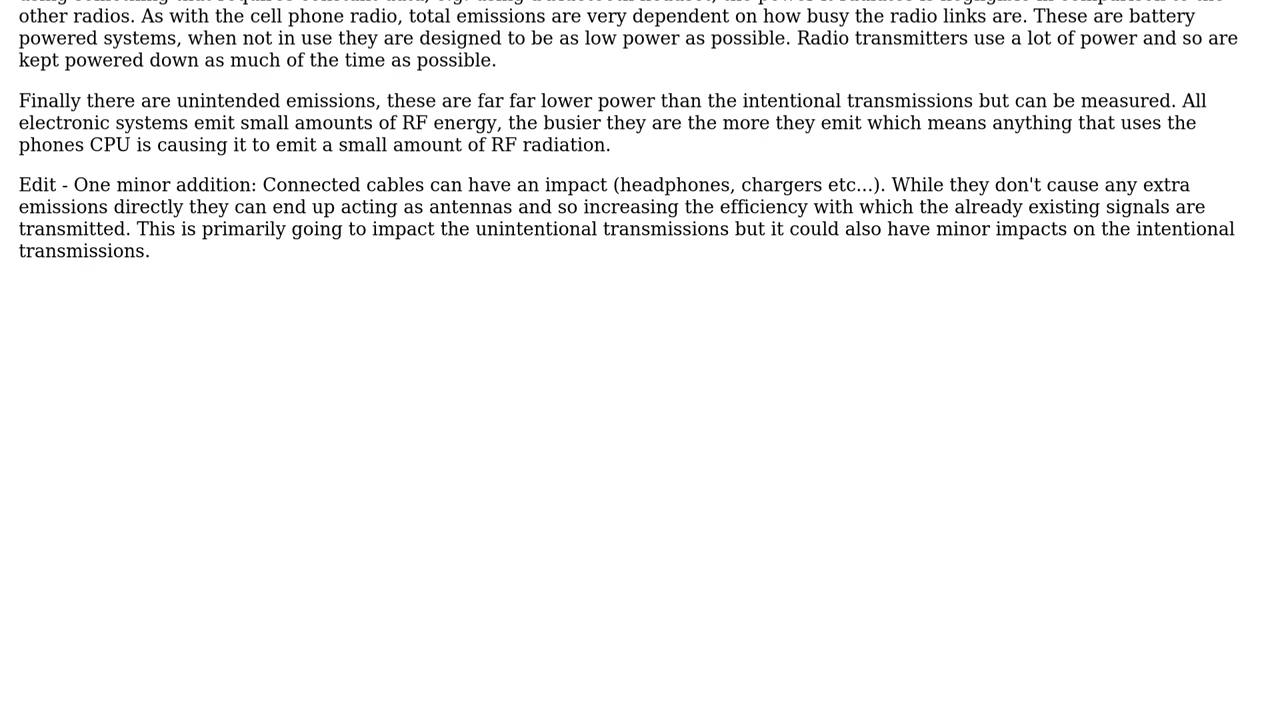 other radios. As with the cell phone radio, total emissions are very dependent on how busy the radio links are. These are battery
powered systems, when not in use they are designed to be as low power as possible. Radio transmitters use a lot of power and so are
kept powered down as much of the time as possible.
Finally there are unintended emissions, these are far far lower power than the intentional transmissions but can be measured. All
electronic systems emit small amounts of RF energy, the busier they are the more they emit which means anything that uses the
phones CPU is causing it to emit a small amount of RF radiation.
Edit - One minor addition: Connected cables can have an impact (headphones, chargers etc...). While they don't cause any extra
emissions directly they can end up acting as antennas and so increasing the efficiency with which the already existing signals are
transmitted. This is primarily going to impact the unintentional transmissions but it could also have minor impacts on the intentional
transmissions.